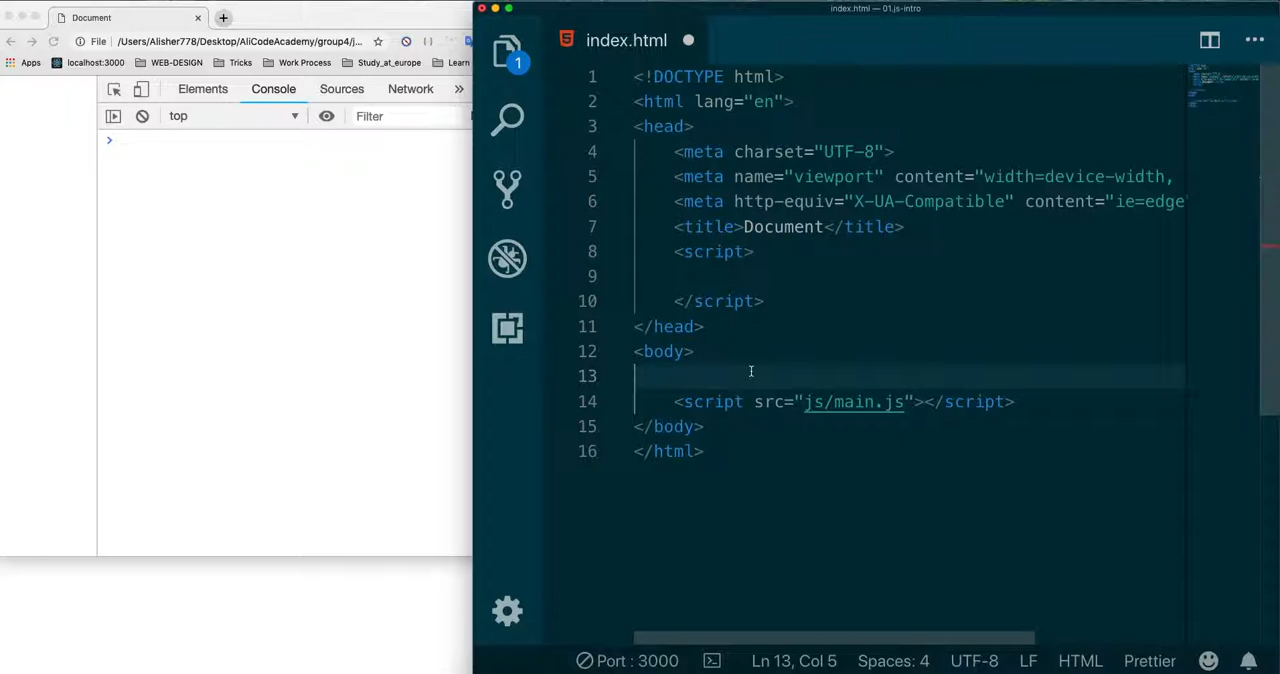 Document
File
/Users/Alisher778/Desktop/AliCodeAcademy/group4/j...
Apps
localhost:3000
WEB-DESIGN
Tricks
Work Process
Study_at_europe
Learn
Elements
Console
Sources
Network
»
top
Filter
index.html — 01.js-intro
index.html
1
1 <!DOCTYPE html>
2 <html lang="en">
3 <head>
4 <meta charset="UTF-8">
5 <meta name="viewport" content="width=device-width,
6 <meta http-equiv="X-UA-Compatible" content="ie=edge"
7 <title>Document</title>
8 <script>
9
10 </script>
11 </head>
12 <body>
13
14 <script src="js/main.js"></script>
15 </body>
16 </html>
Port : 3000
Ln 13, Col 5
Spaces: 4
UTF-8
LF
HTML
Prettier